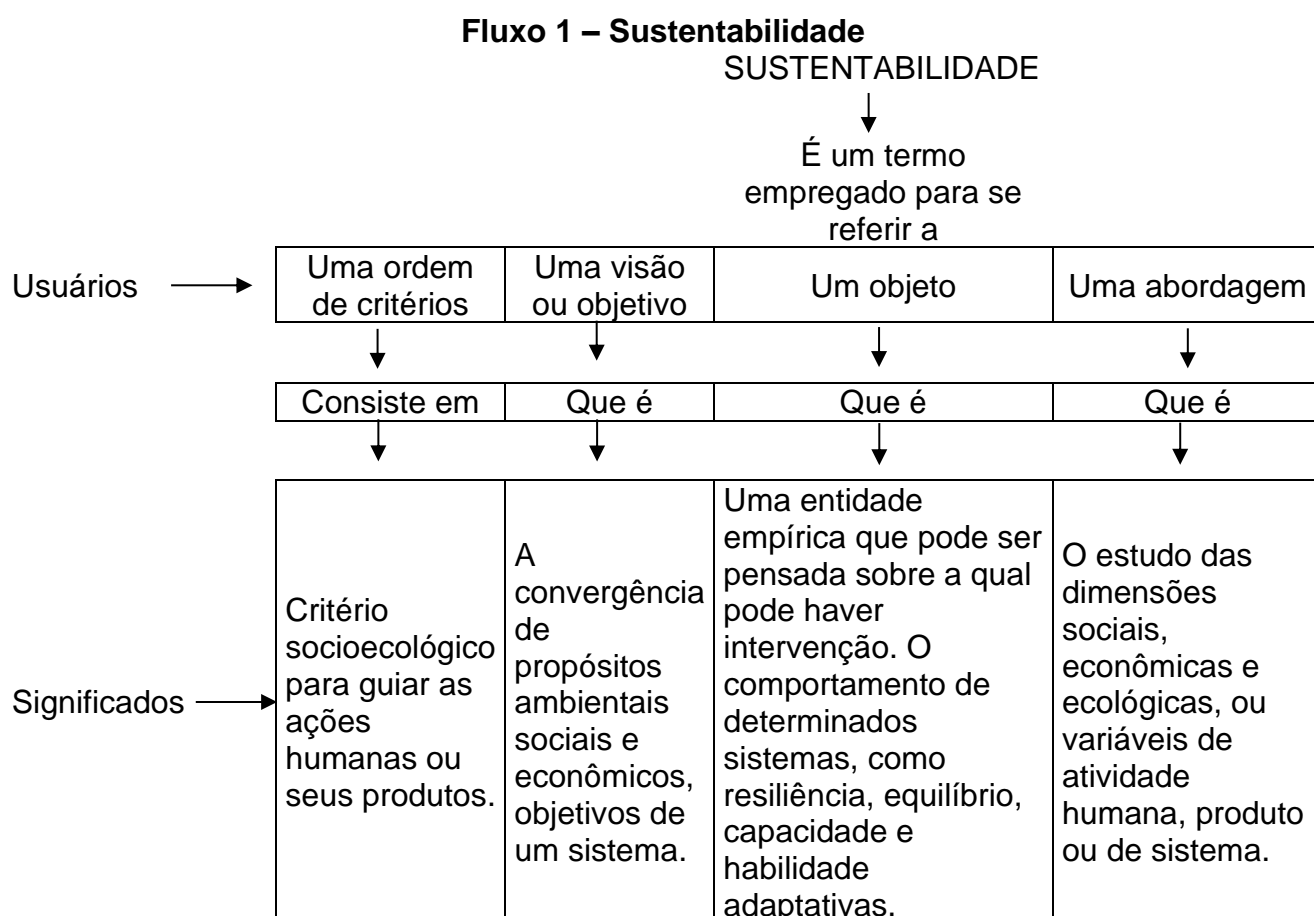 Fluxo 1 – Sustentabilidade
SUSTENTABILIDADE
É um termo
empregado para se
referir a
Usuários
Uma ordem
de critérios
Uma visão
ou objetivo
Um objeto
Uma abordagem
Consiste em
Que é
Que é
Que é
Significados
Critério
socioecológico
para guiar as
ações
humanas ou
seus produtos.
A
convergência
de
propósitos
ambientais
sociais e
econômicos,
objetivos de
um sistema.
Uma entidade
empírica que pode ser
pensada sobre a qual
pode haver
intervenção. O
comportamento de
determinados
sistemas, como
resiliência, equilíbrio,
capacidade e
habilidade
adaptativas.
O estudo das
dimensões
sociais,
econômicas e
ecológicas, ou
variáveis de
atividade
humana, produto
ou de sistema.